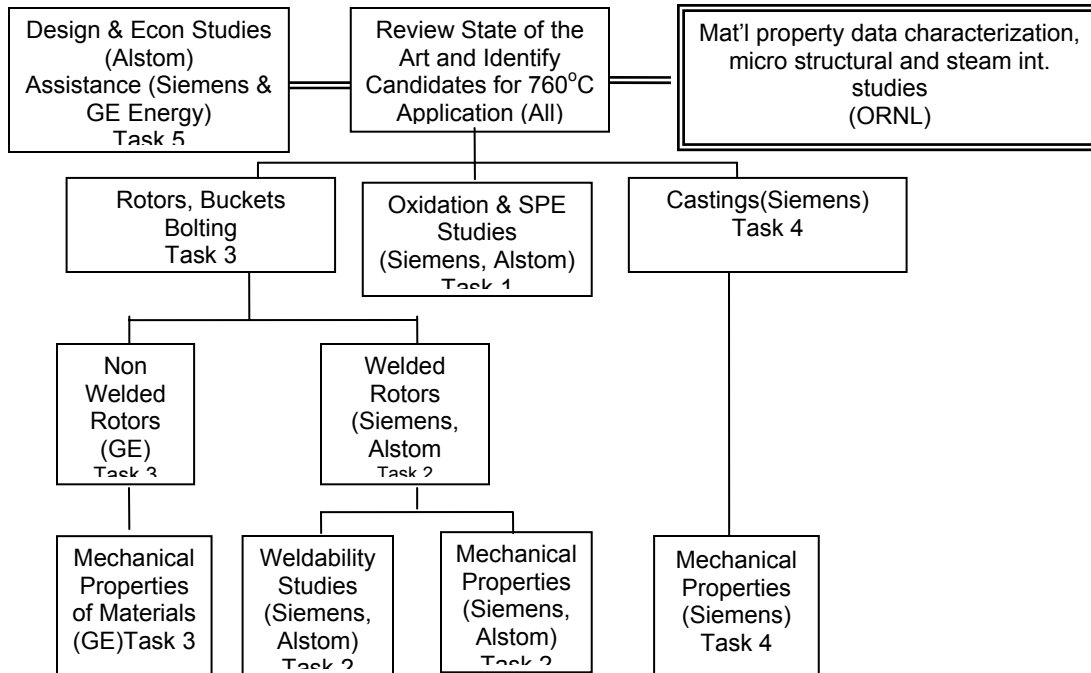 Design & Econ Studies
(Alstom)
Assistance (Siemens &
GE Energy)
Task 5
Review State of the
Art and Identify
Candidates for 760°C
Application (All)
Mat'l property data characterization,
micro structural and steam int.
studies
(ORNL)
Rotors, Buckets
Bolting
Task 3
Oxidation & SPE
Studies
(Siemens, Alstom)
Task 1
Castings(Siemens)
Task 4
Non
Welded
Rotors
(GE)
Task 3
Welded
Rotors
(Siemens,
Alstom
Task 2
Mechanical
Properties
of Materials
(GE)Task 3
Weldability
Studies
(Siemens,
Alstom)
Task 2
Mechanical
Properties
(Siemens,
Alstom)
Task 2
Mechanical
Properties
(Siemens)
Task 4